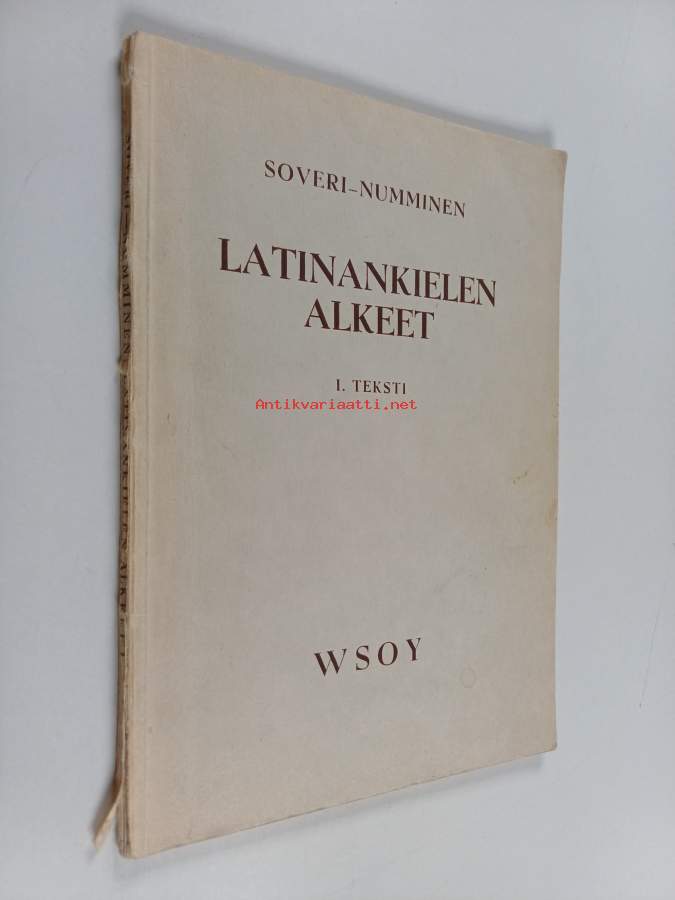 SOVERI-NUMMINEN
LATINANKIELEN
ALKEET
I. TEKSTI
Antikvariaatti.net
WSOY